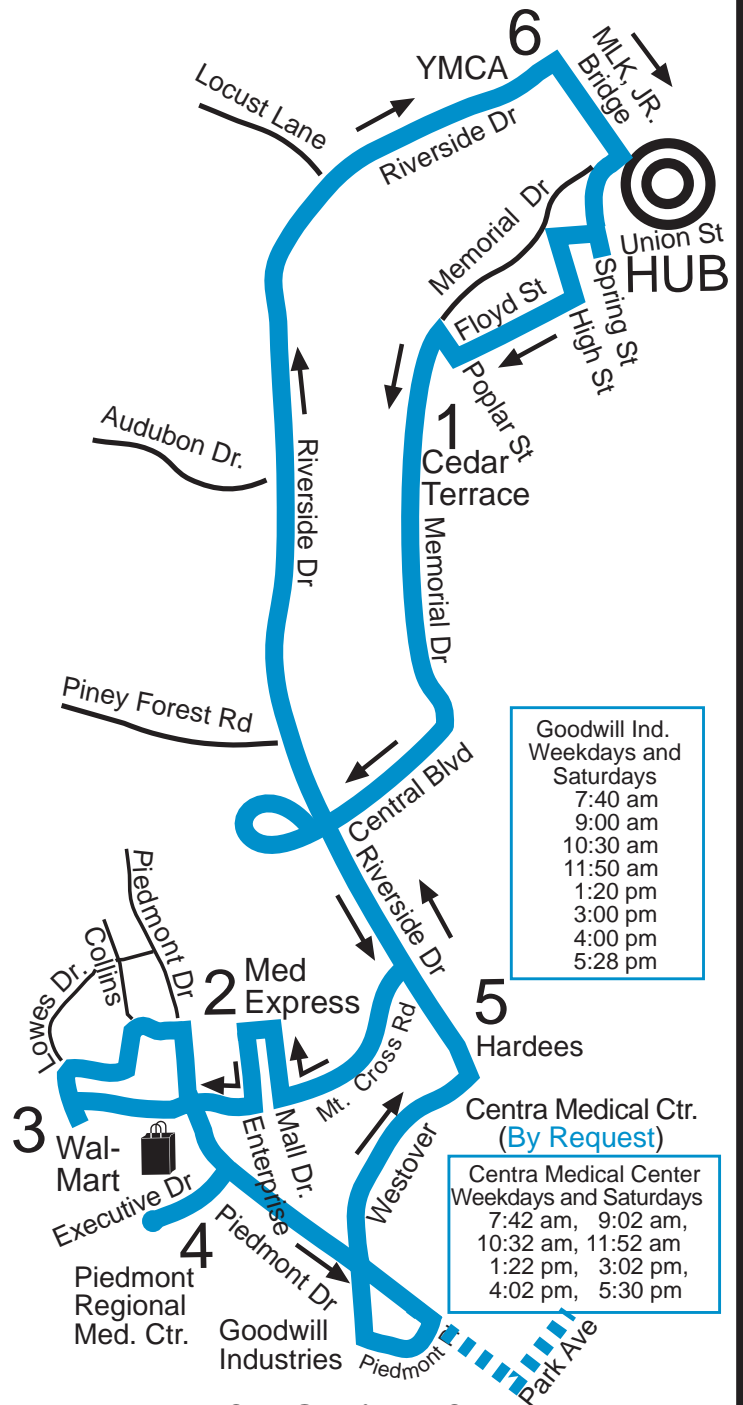 6
YMCA
MLK, JR.
Bridge
Locust Lane
Riverside Dr
Memorial Dr
Union St
HUB
Spring St
High St
Floyd St
Poplar St
1
Cedar
Terrace
Audubon Dr.
Riverside Dr
Memorial Dr
Piney Forest Rd
Central Blvd
Goodwill Ind.
Weekdays and
Saturdays
7:40 am
9:00 am
10:30 am
11:50 am
1:20 pm
3:00 pm
4:00 pm
5:28 pm
Riverside Dr
Piedmont Dr
Collins
Lowes Dr.
2
Med
Express
5
Hardees
Mt. Cross Rd
Mall Dr.
Enterprise
3
Wal-
Mart
Westover
Centra Medical Ctr.
(By Request)
Centra Medical Center
Weekdays and Saturdays
7:42 am, 9:02 am,
10:32 am, 11:52 am
1:22 pm, 3:02 pm,
4:02 pm, 5:30 pm
Executive Dr
4
Piedmont
Regional
Med. Ctr.
Piedmont Dr
Goodwill
Industries
Piedmont
Park Ave